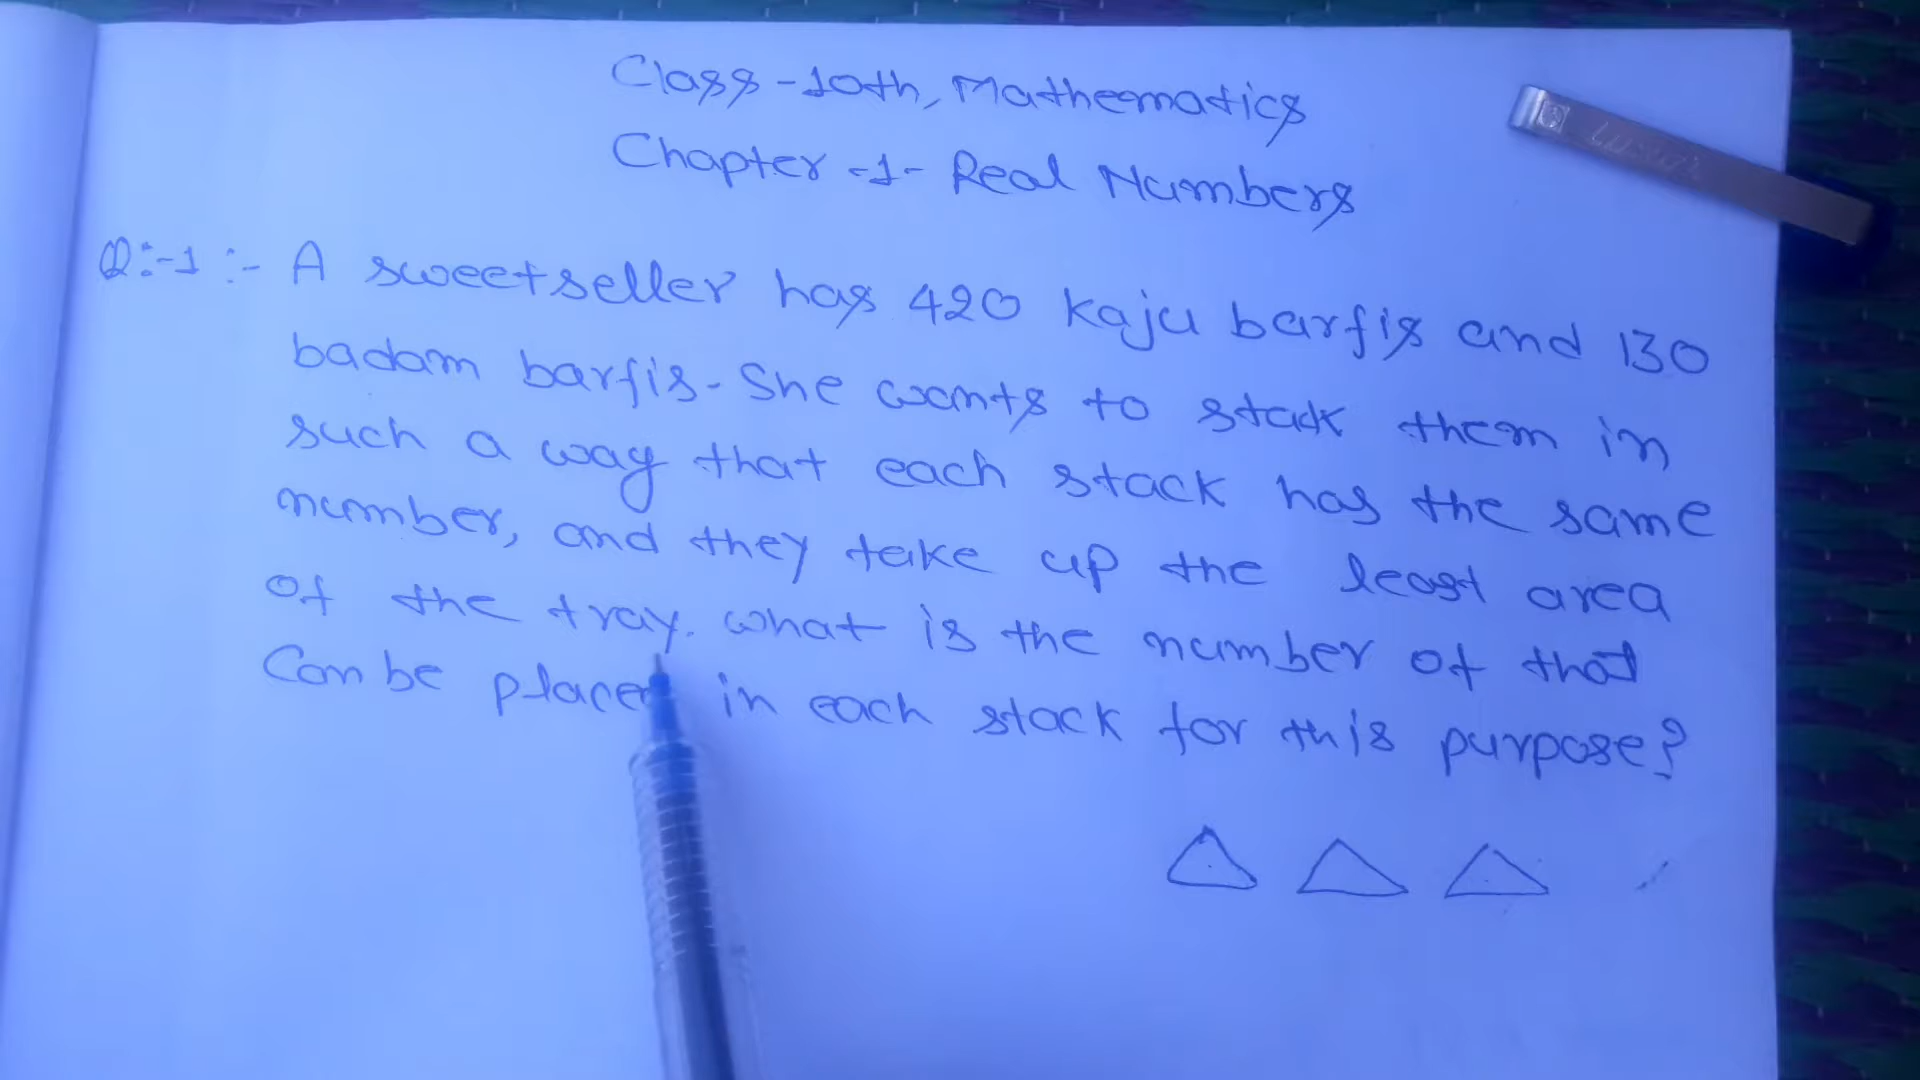 Class-10th, Mathematics
Chapter-1- Real Numbers
Q:-1:- A sweetseller has 420 kaju barfis and 130
badam barfis. She wants to stack them in
such a way that each stack has the same
number, and they take up the least area
of the tray. what is the number of that
Can be placed in each stack for this purpose?